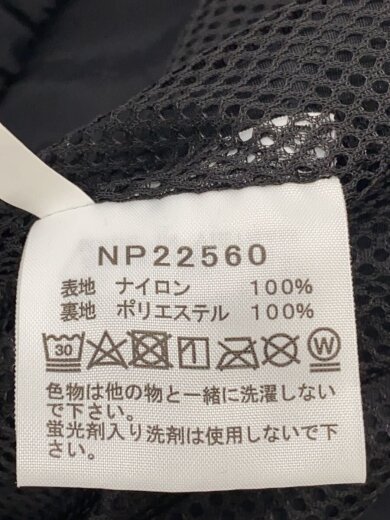 NP22560
表地 ナイロン 100%
裏地 ポリエステル 100%
30 W
色物は他の物と一緒に洗濯しない
で下さい。
蛍光剤入り洗剤は使用しないで下
さい。